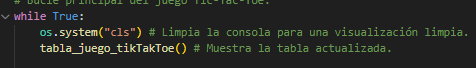 # Bucle principal del juego Tic-Tac-Toe.
while True:
    os.system("cls") # Limpia la consola para una visualización limpia.
    tabla_juego_tikTakToe() # Muestra la tabla actualizada.